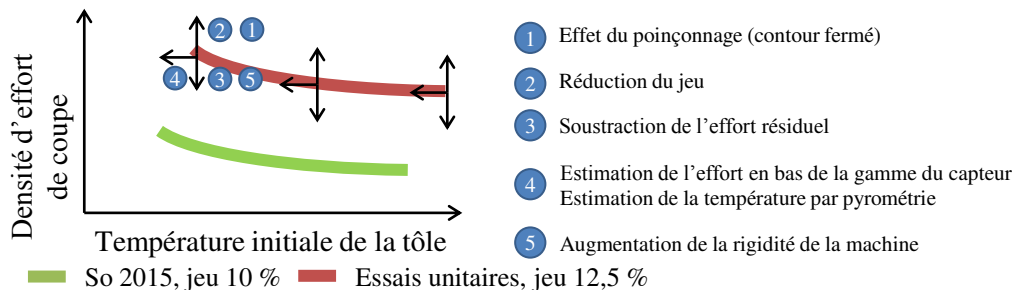 2 1
4 3 5
Densité d'effort
de coupe
Température initiale de la tôle
So 2015, jeu 10 % Essais unitaires, jeu 12,5 %
1 Effet du poinçonnage (contour fermé)
2 Réduction du jeu
3 Soustraction de l'effort résiduel
4 Estimation de l'effort en bas de la gamme du capteur
Estimation de la température par pyrométrie
5 Augmentation de la rigidité de la machine